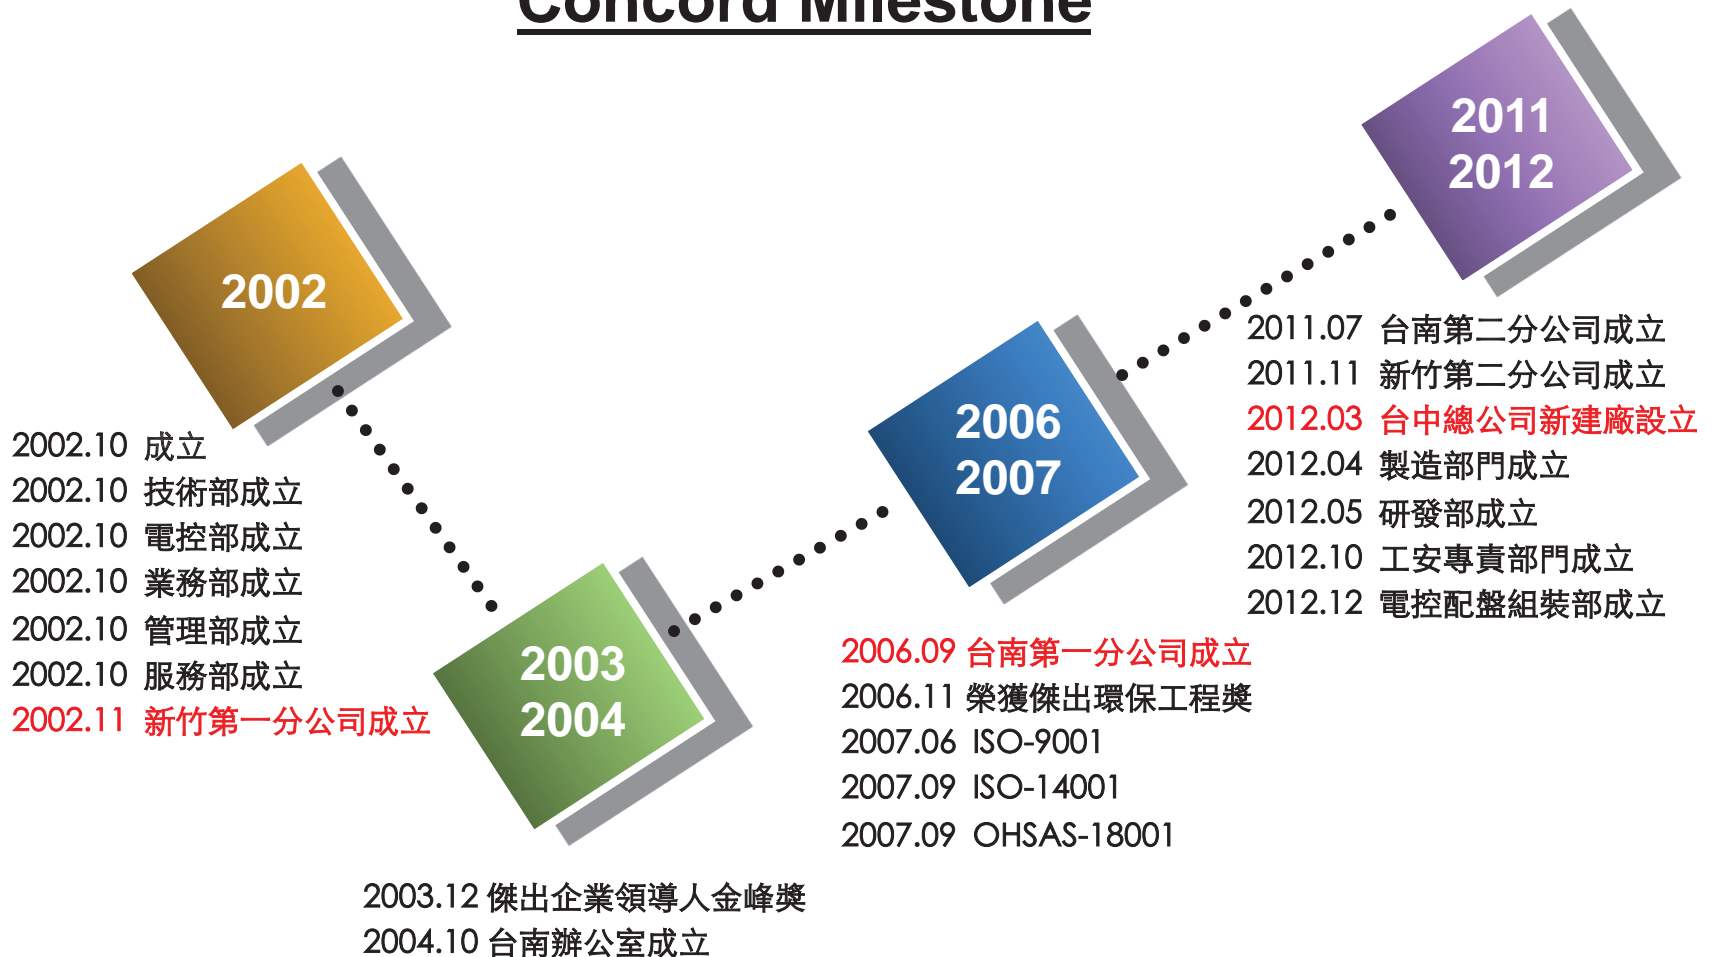 Concord Milestone
2002
2002.10 成立
2002.10 技術部成立
2002.10 電控部成立
2002.10 業務部成立
2002.10 管理部成立
2002.10 服務部成立
2002.11 新竹第一分公司成立
2003
2004
2003.12 傑出企業領導人金峰獎
2004.10 台南辦公室成立
2006
2007
2006.09 台南第一分公司成立
2006.11 榮獲傑出環保工程獎
2007.06 ISO-9001
2007.09 ISO-14001
2007.09 OHSAS-18001
2011
2012
2011.07 台南第二分公司成立
2011.11 新竹第二分公司成立
2012.03 台中總公司新建廠設立
2012.04 製造部門成立
2012.05 研發部成立
2012.10 工安專責部門成立
2012.12 電控配盤組裝部成立